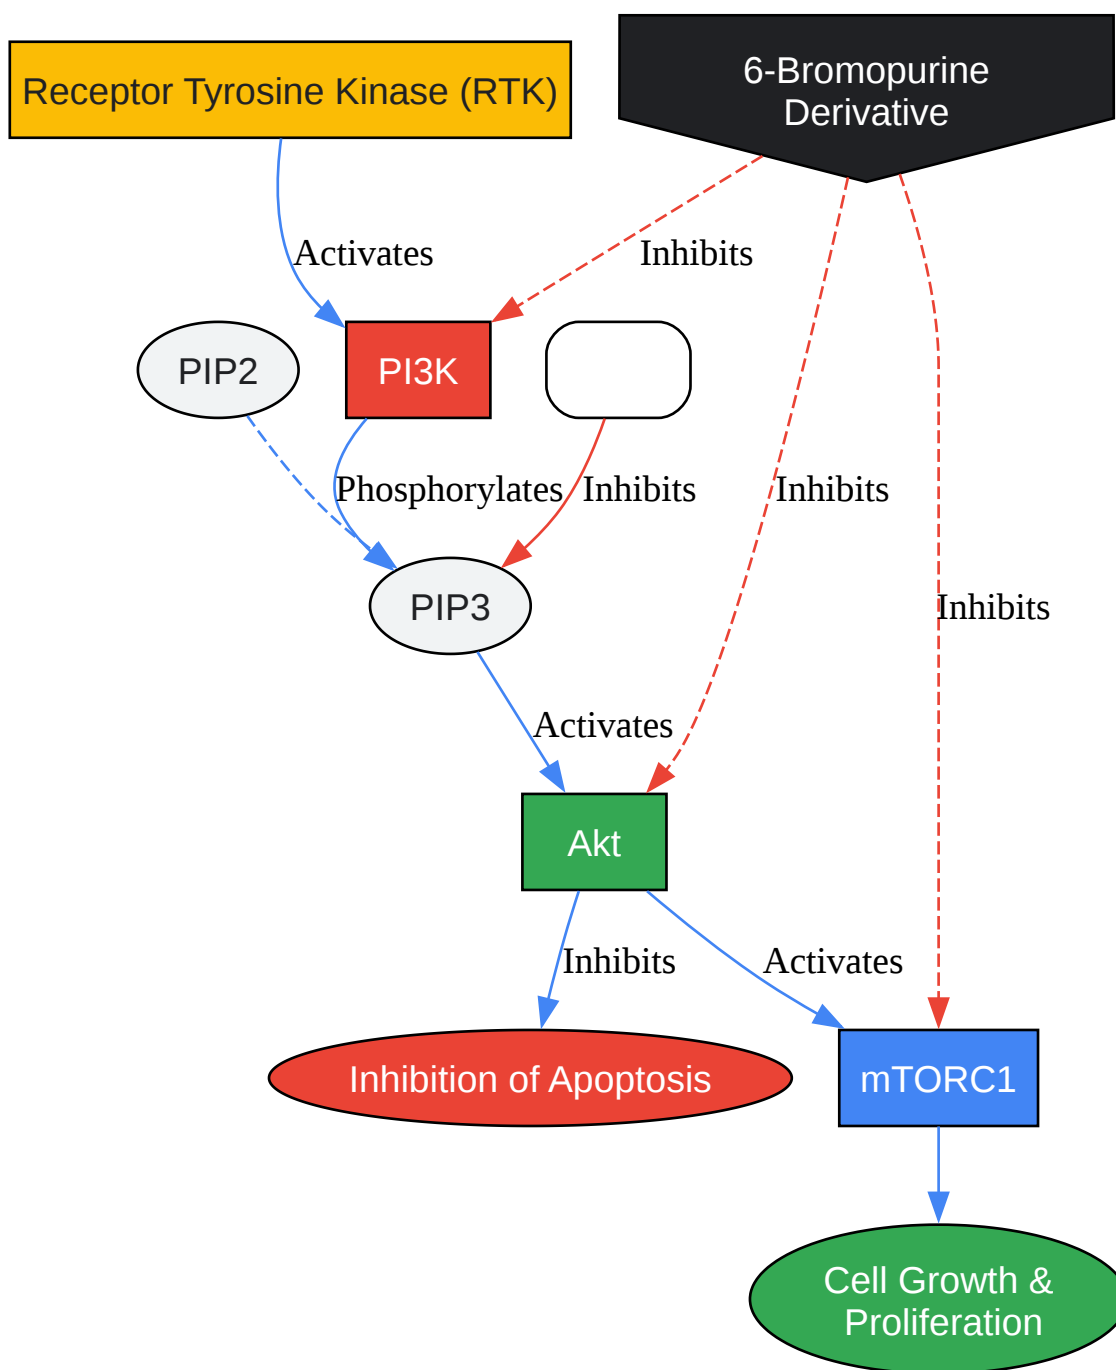 Receptor Tyrosine Kinase (RTK)
6-Bromopurine
Derivative
Activates
Inhibits
PIP2
PI3K
Phosphorylates
Inhibits
Inhibits
PIP3
Inhibits
Activates
Akt
Inhibits
Activates
Inhibition of Apoptosis
mTORC1
Cell Growth &
Proliferation